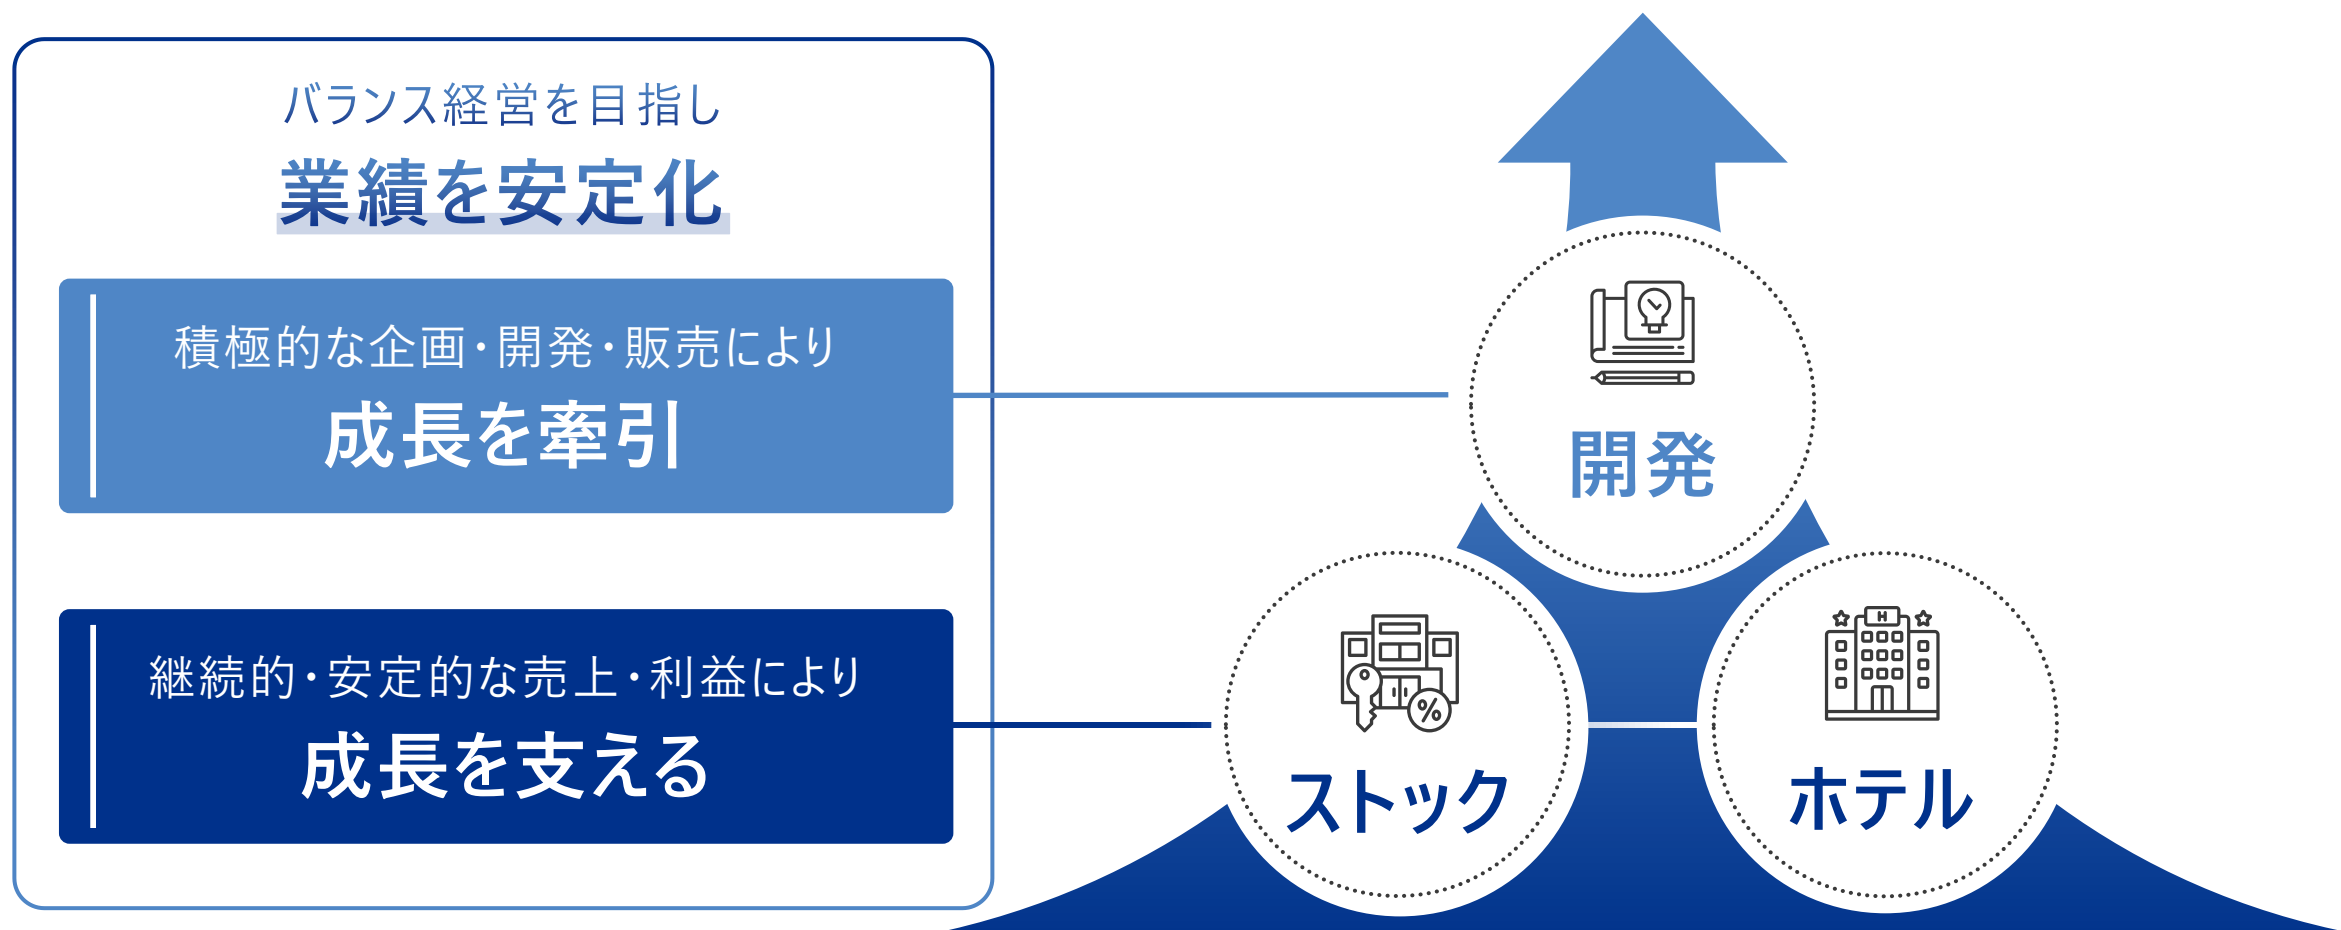 バランス経営を目指し
業績を安定化
積極的な企画・開発・販売により
成長を牽引
継続的・安定的な売上・利益により
成長を支える
開発
ストック
%
H
ホテル